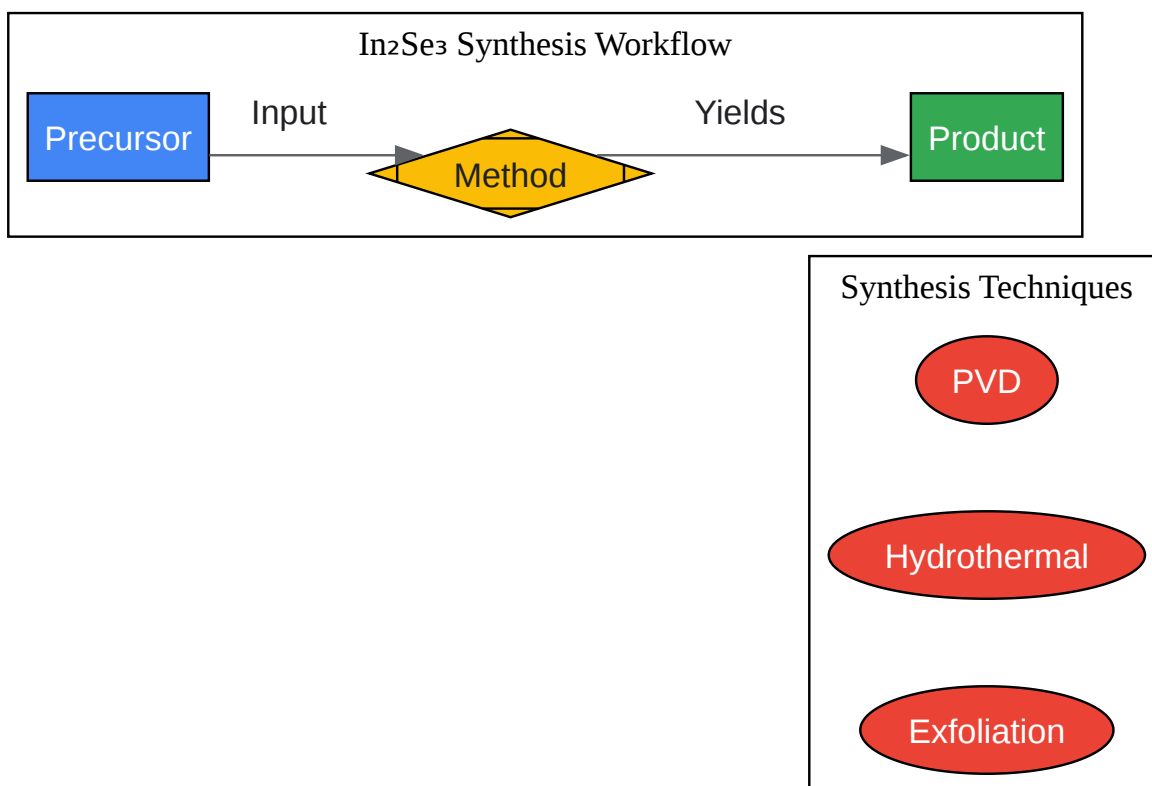 In₂Se₃ Synthesis Workflow
Input
Yields
Precursor
Method
Product
Synthesis Techniques
PVD
Hydrothermal
Exfoliation